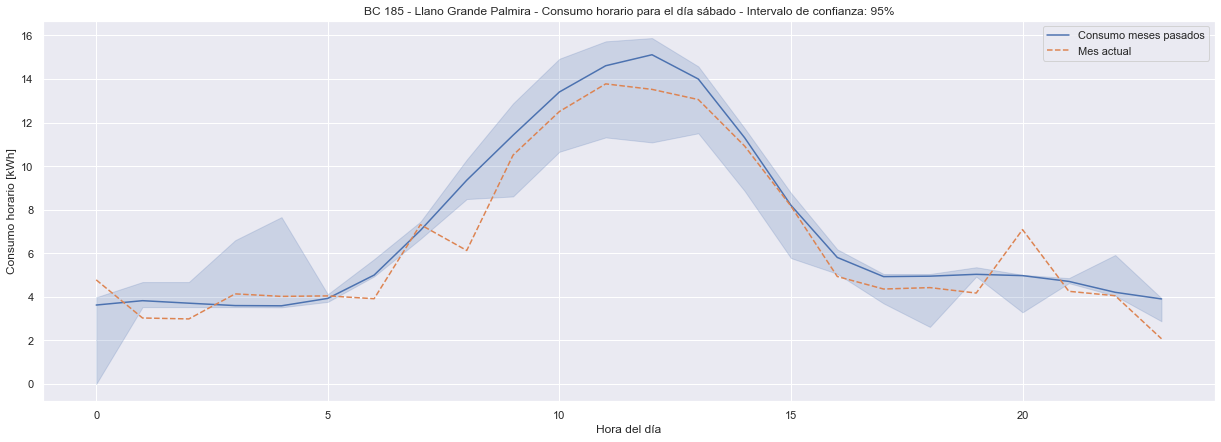 BC 185 - Llano Grande Palmira - Consumo horario para el día sábado - Intervalo de confianza: 95%
Consumo meses pasados
Mes actual
16
14
12
10
8
6
4
2
0
Consumo horario [kWh]
0 5 10 15 20
Hora del día